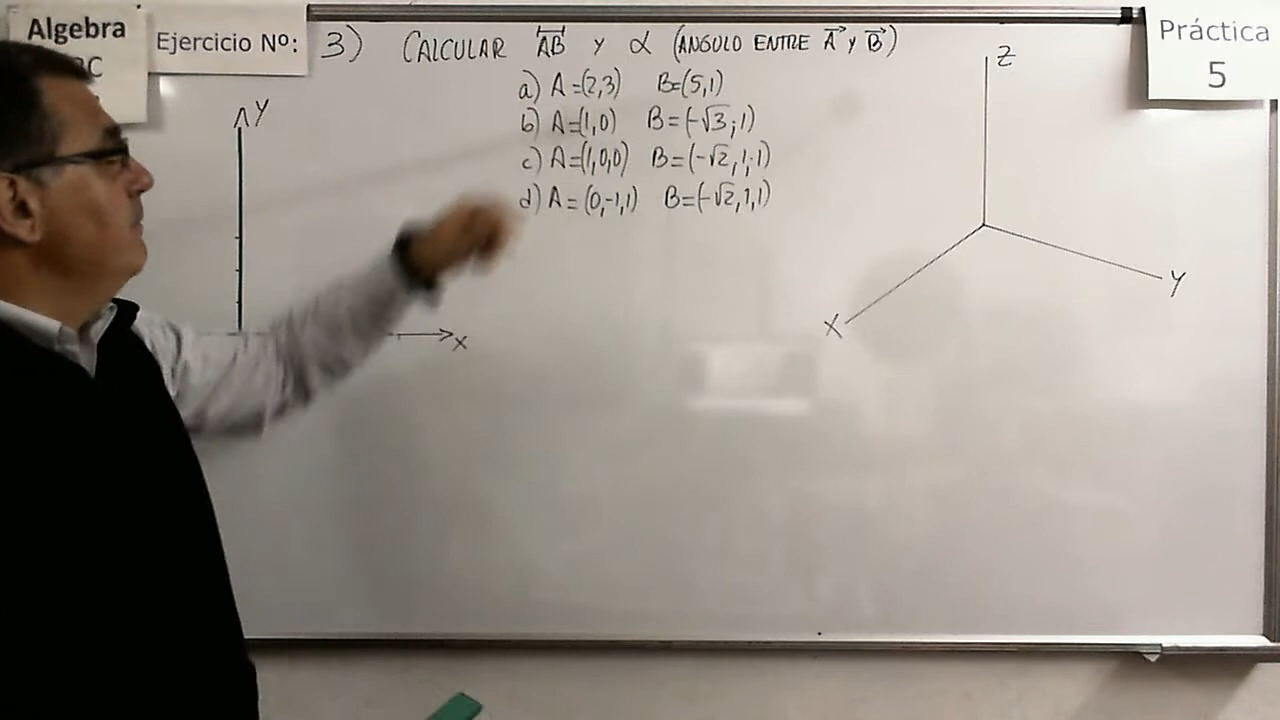 Algebra
Ejercicio Nº:
3) CALCULAR AB y α (ANGULO ENTRE A y B)
a) A=(2,3) B=(5,1)
b) A=(1,0) B=(-√3,1)
c) A=(1,0,0) B=(-√2,1,-1)
d) A=(0,-1,1) B=(-√2,1,1)
Práctica
5
Y
X
Z
X
Y